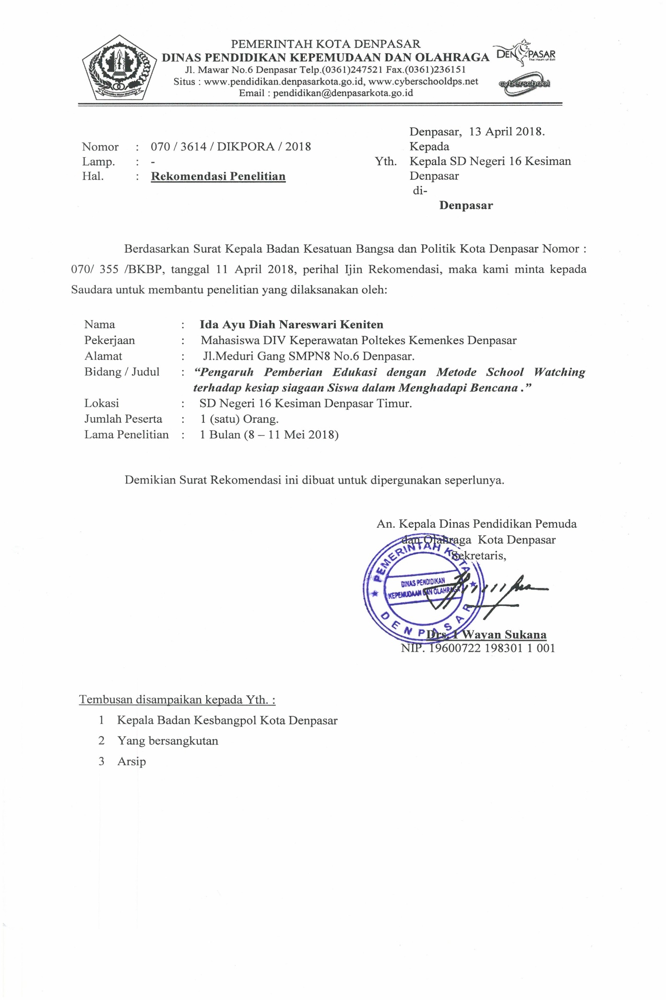 PEMERINTAH KOTA DENPASAR
DINAS PENDIDIKAN KEPEMUDAAN DAN OLAHRAGA
Jl. Mawar No.6 Denpasar Telp.(0361)247521 Fax.(0361)236151
Situs : www.pendidikan.denpasarkota.go.id, www.cyberschooldps.net
Email : pendidikan@denpasarkota.go.id
DENPASAR
The Heart of Bali
cyberschool
Denpasar, 13 April 2018.
Nomor : 070 / 3614 / DIKPORA / 2018
Lamp. : -
Hal. : Rekomendasi Penelitian
Kepada
Yth. Kepala SD Negeri 16 Kesiman
Denpasar
di-
Denpasar
Berdasarkan Surat Kepala Badan Kesatuan Bangsa dan Politik Kota Denpasar Nomor :
070/ 355 /BKBP, tanggal 11 April 2018, perihal Ijin Rekomendasi, maka kami minta kepada
Saudara untuk membantu penelitian yang dilaksanakan oleh:
Nama : Ida Ayu Diah Nareswari Keniten
Pekerjaan : Mahasiswa DIV Keperawatan Poltekes Kemenkes Denpasar
Alamat : Jl.Meduri Gang SMPN8 No.6 Denpasar.
Bidang / Judul : “Pengaruh Pemberian Edukasi dengan Metode School Watching
terhadap kesiap siagaan Siswa dalam Menghadapi Bencana .”
Lokasi : SD Negeri 16 Kesiman Denpasar Timur.
Jumlah Peserta : 1 (satu) Orang.
Lama Penelitian : 1 Bulan (8 – 11 Mei 2018)
Demikian Surat Rekomendasi ini dibuat untuk dipergunakan seperlunya.
An. Kepala Dinas Pendidikan Pemuda
dan Olahraga Kota Denpasar
Sekretaris,
PEMERINTAH KOTA
DINAS PENDIDIKAN
KEPEMUDAAN DAN OLAHRAGA
DENPASAR
Drs. I Wayan Sukana
NIP. 19600722 198301 1 001
Tembusan disampaikan kepada Yth. :
1 Kepala Badan Kesbangpol Kota Denpasar
2 Yang bersangkutan
3 Arsip